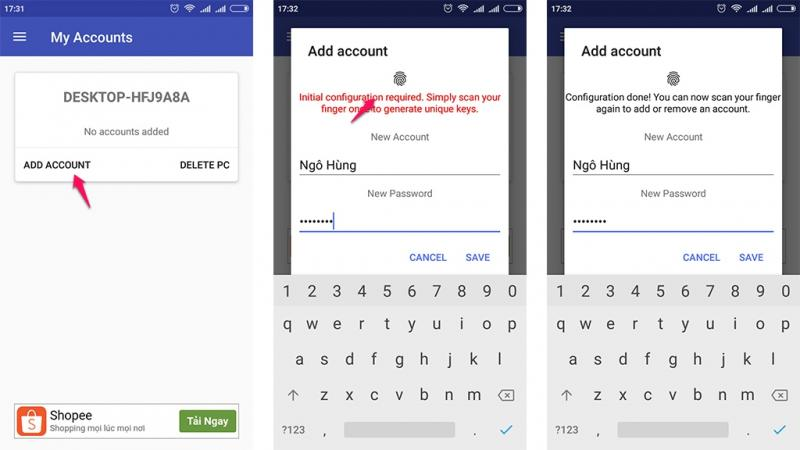 17:31
My Accounts
DESKTOP-HFJ9A8A
No accounts added
ADD ACCOUNT
DELETE PC
Shopee
Shopping mọi lúc mọi nơi
Tải Ngay
17:32
Add account
Initial configuration required. Simply scan your
finger once to generate unique keys.
New Account
Ngô Hùng
New Password
••••••••
CANCEL SAVE
1 2 3 4 5 6 7 8 9 0
q w e r t y u i o p
a s d f g h j k l
z x c v b n m
?123 , .
17:32
Add account
Configuration done! You can now scan your finger
again to add or remove an account.
New Account
Ngô Hùng
New Password
••••••••
CANCEL SAVE
1 2 3 4 5 6 7 8 9 0
q w e r t y u i o p
a s d f g h j k l
z x c v b n m
?123 , .